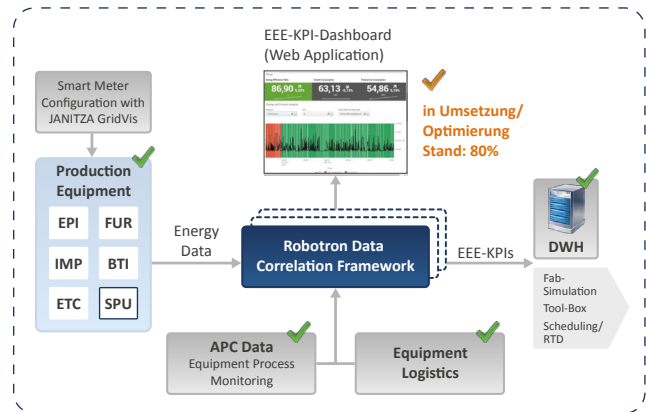 EEE-KPI-Dashboard
(Web Application)
86,90
63,13
54,86
in Umsetzung/
Optimierung
Stand: 80%
Smart Meter
Configuration with
JANITZA GridVis
Production
Equipment
EPI
FUR
IMP
BTI
ETC
SPU
Energy
Data
Robotron Data
Correlation Framework
EEE-KPIs
DWH
Fab-
Simulation
Tool-Box
Scheduling/
RTD
APC Data
Equipment Process
Monitoring
Equipment
Logistics